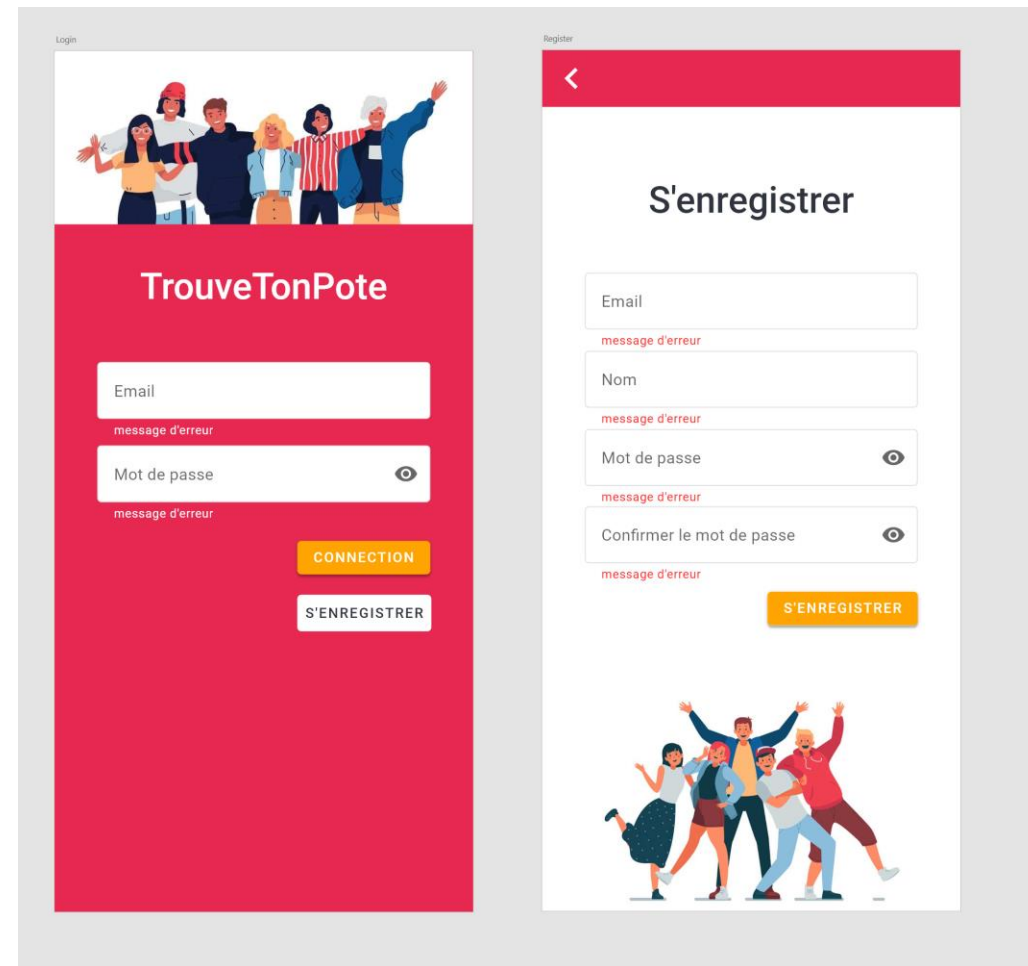 Login
TrouveTonPote
Email
message d'erreur
Mot de passe
message d'erreur
CONNECTION
S'ENREGISTRER
Register
S'enregistrer
Email
message d'erreur
Nom
message d'erreur
Mot de passe
message d'erreur
Confirmer le mot de passe
message d'erreur
S'ENREGISTRER